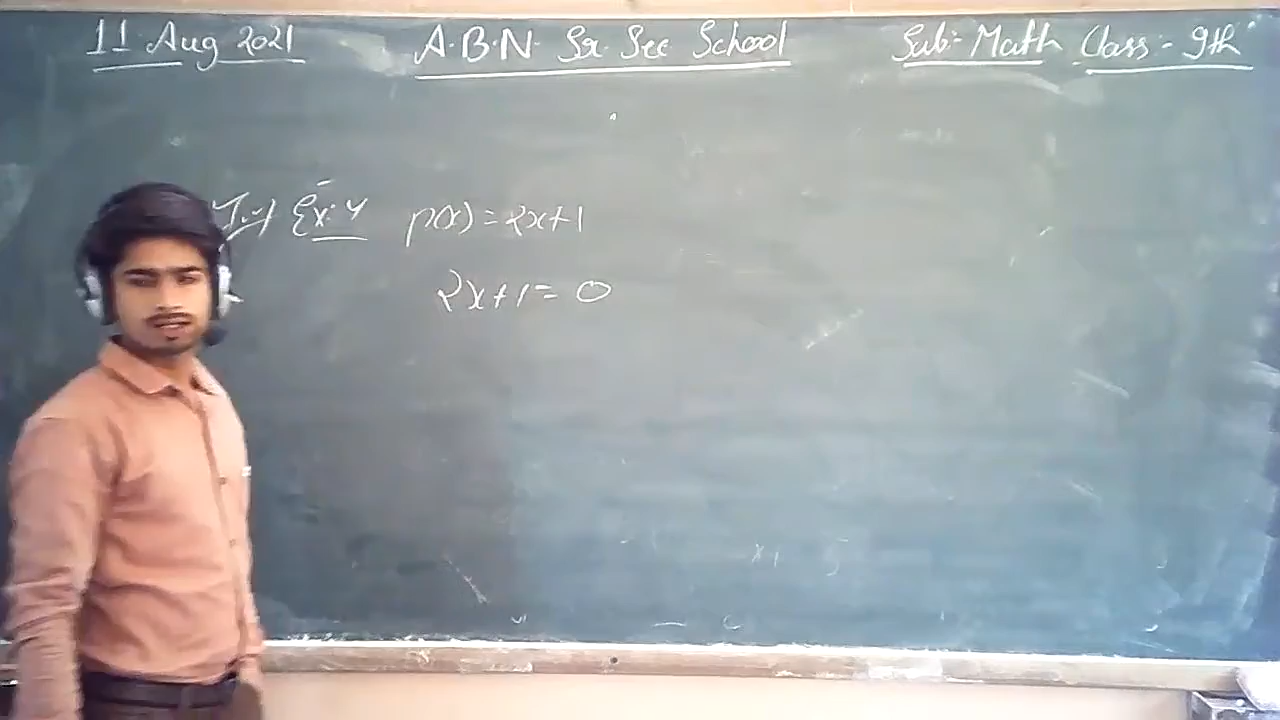 11 Aug 2021 A.B.N. Sr. Sec School Sub:- Math Class:- 9th
Ex:- 4 p(x) = 2x+1
2x+1 = 0